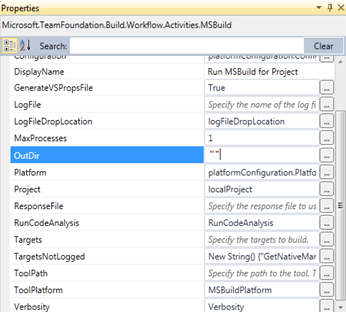 Properties
Microsoft.TeamFoundation.Build.Workflow.Activities.MSBuild
Search: Clear
Configuration platformConfiguration.Confi ...
DisplayName Run MSBuild for Project
GenerateVSPropsFile True ...
LogFile Specify the name of the log fi ...
LogFileDropLocation logFileDropLocation ...
MaxProcesses 1 ...
OutDir "" ...
Platform platformConfiguration.Platfo ...
Project localProject ...
ResponseFile Specify the response file to us ...
RunCodeAnalysis RunCodeAnalysis ...
Targets Specify the targets to build. ...
TargetsNotLogged New String() {"GetNativeMar ...
ToolPath Specify the path to the tool. T ...
ToolPlatform MSBuildPlatform ...
Verbosity Verbosity ...